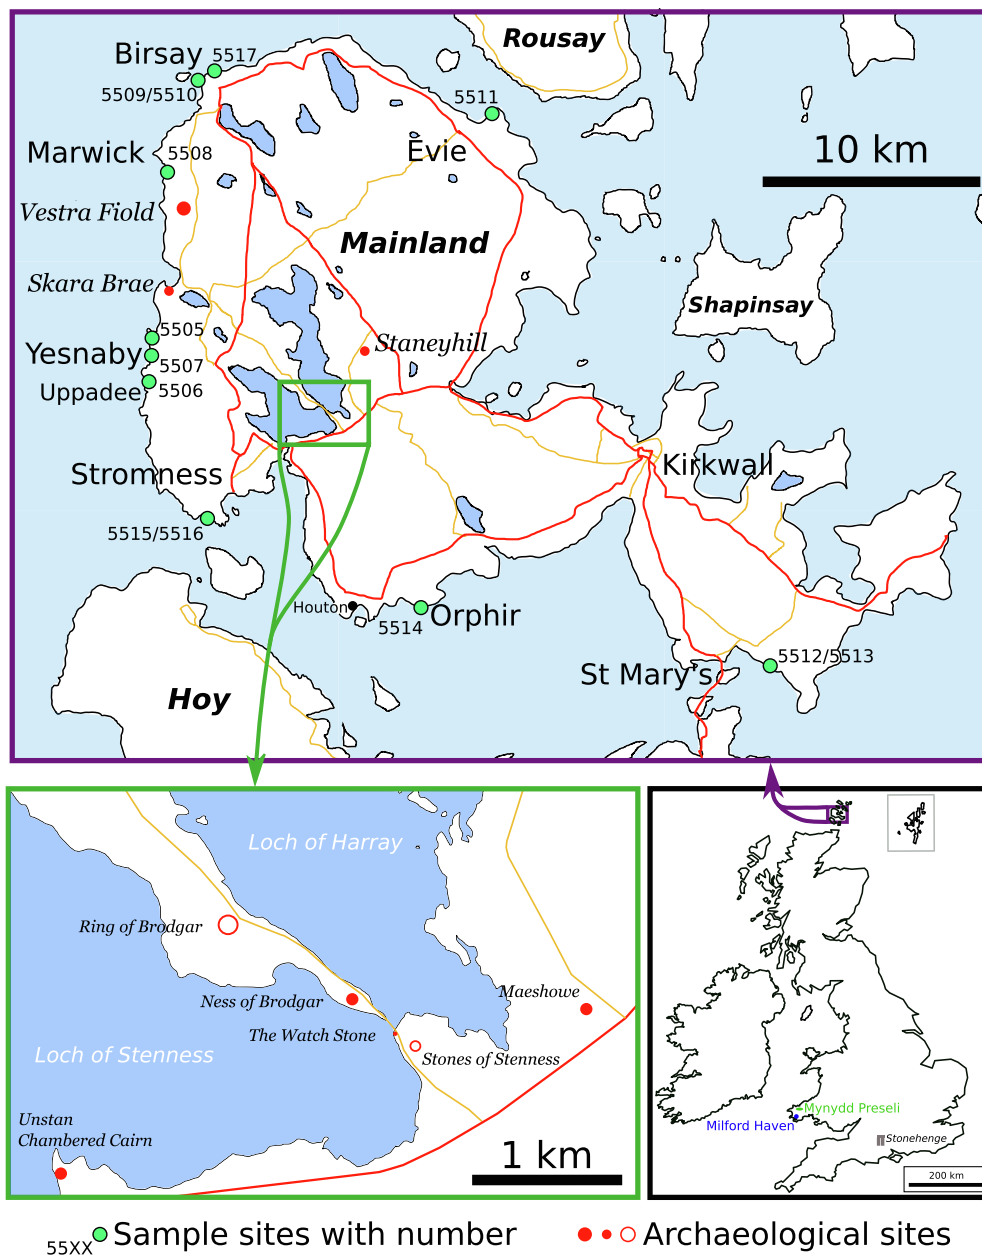 Rousay
Birsay
5517
5509/5510
5511
Evie
10 km
Marwick
5508
Vestra Fiold
Mainland
Skara Brae
Shapinsay
5505
Staneyhill
Yesnaby
5507
Uppadee
5506
Kirkwall
Stromness
5515/5516
Houton
5514
Orphir
5512/5513
St Mary's
Hoy
Loch of Harray
Ring of Brodgar
Ness of Brodgar
Maeshowe
The Watch Stone
Loch of Stenness
Stones of Stenness
Unstan
Chambered Cairn
1 km
Mynydd Preseli
Milford Haven
Stonehenge
200 km
55XX
Sample sites with number
Archaeological sites